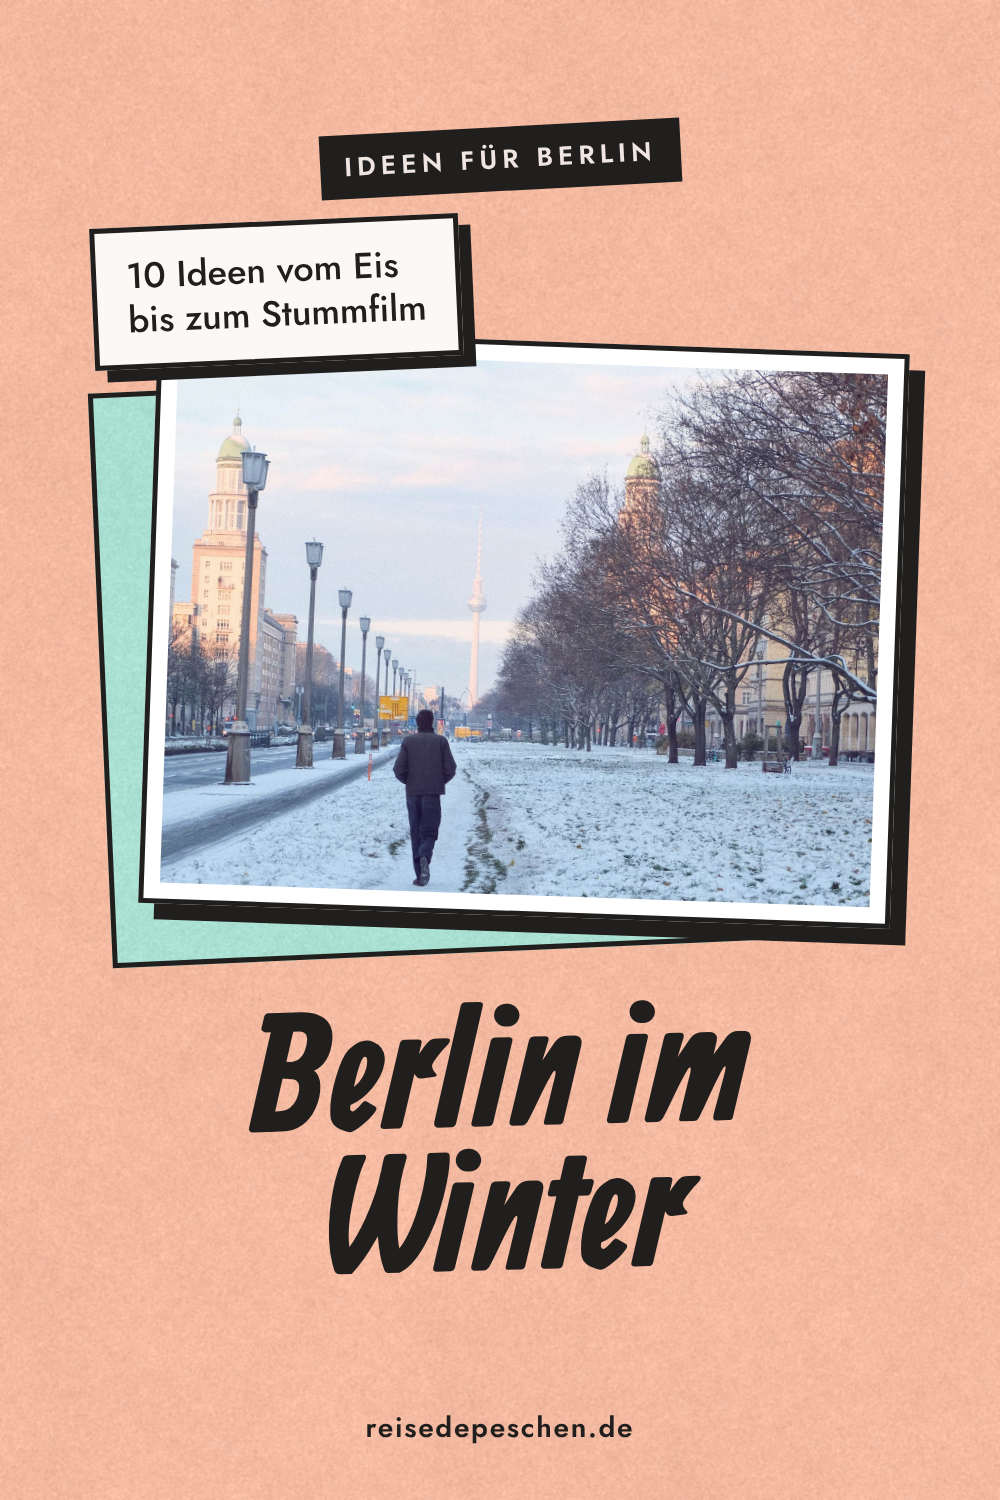 IDEEN FÜR BERLIN
10 Ideen vom Eis
bis zum Stummfilm
Berlin im
Winter
reisedepeschen.de